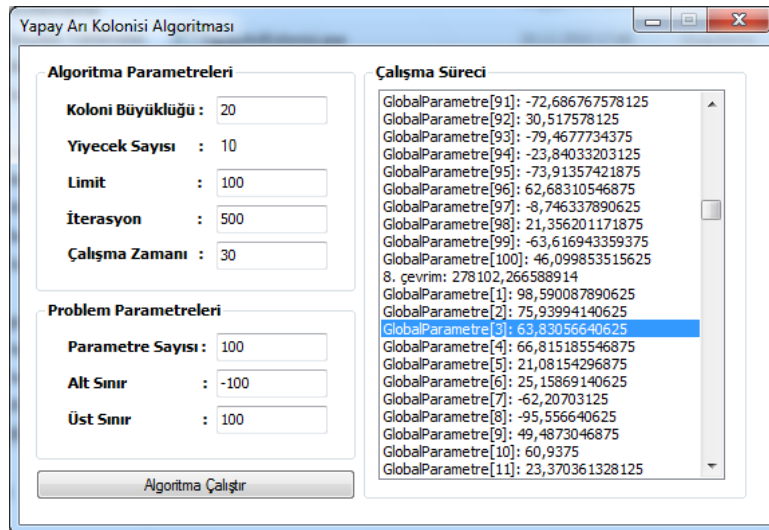 Yapay Arı Kolonisi Algoritması
Algoritma Parametreleri
Koloni Büyüklüğü : 20
Yiyecek Sayısı : 10
Limit : 100
İterasyon : 500
Çalışma Zamanı : 30
Problem Parametreleri
Parametre Sayısı : 100
Alt Sınır : -100
Üst Sınır : 100
Algoritma Çalıştır
Çalışma Süreci
GlobalParametre[91]: -72,686767578125
GlobalParametre[92]: 30,517578125
GlobalParametre[93]: -79,4677734375
GlobalParametre[94]: -23,84033203125
GlobalParametre[95]: -73,91357421875
GlobalParametre[96]: 62,68310546875
GlobalParametre[97]: -8,746337890625
GlobalParametre[98]: 21,356201171875
GlobalParametre[99]: -63,616943359375
GlobalParametre[100]: 46,099853515625
8. çevrim: 278102,266588914
GlobalParametre[1]: 98,590087890625
GlobalParametre[2]: 75,93994140625
GlobalParametre[3]: 63,83056640625
GlobalParametre[4]: 66,815185546875
GlobalParametre[5]: 21,08154296875
GlobalParametre[6]: 25,15869140625
GlobalParametre[7]: -62,20703125
GlobalParametre[8]: -95,556640625
GlobalParametre[9]: 49,4873046875
GlobalParametre[10]: 60,9375
GlobalParametre[11]: 23,370361328125